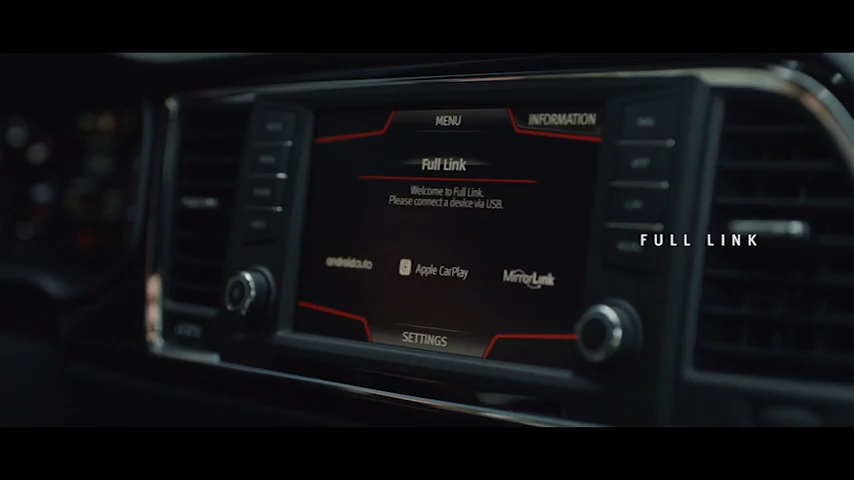 MENU
INFORMATION
Full Link
Welcome to Full Link.
Please connect a device via USB.
androidauto
Apple CarPlay
MirrorLink
SETTINGS
FULL LINK